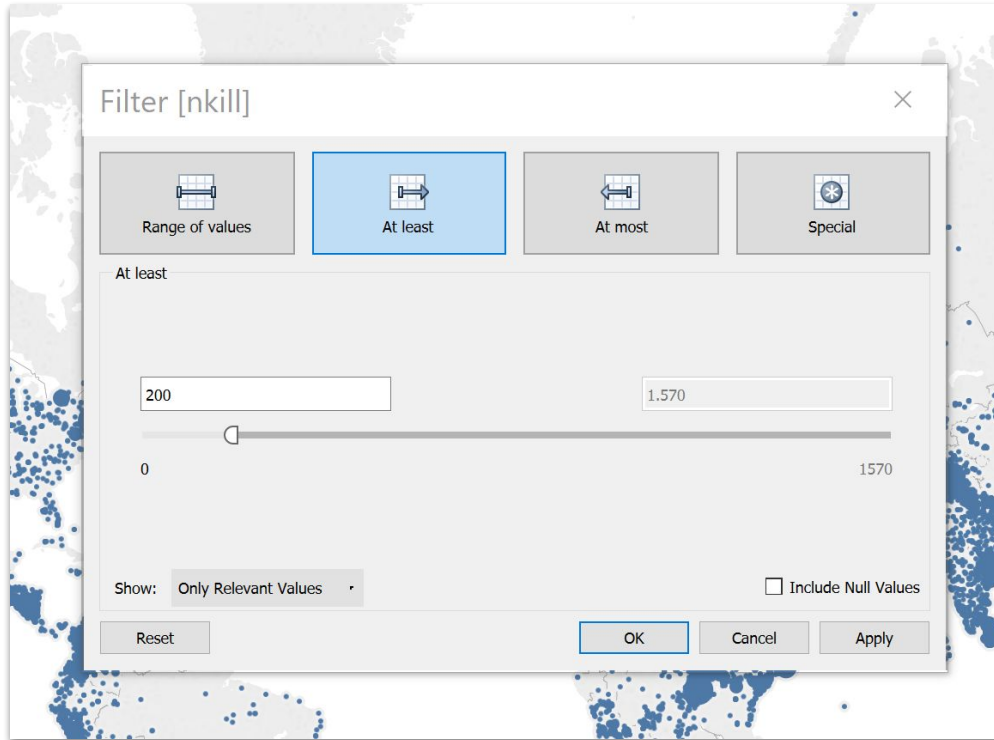 Filter [nkill]
Range of values
At least
At most
Special
At least
200
1.570
0
1570
Show: Only Relevant Values
Include Null Values
Reset
OK
Cancel
Apply